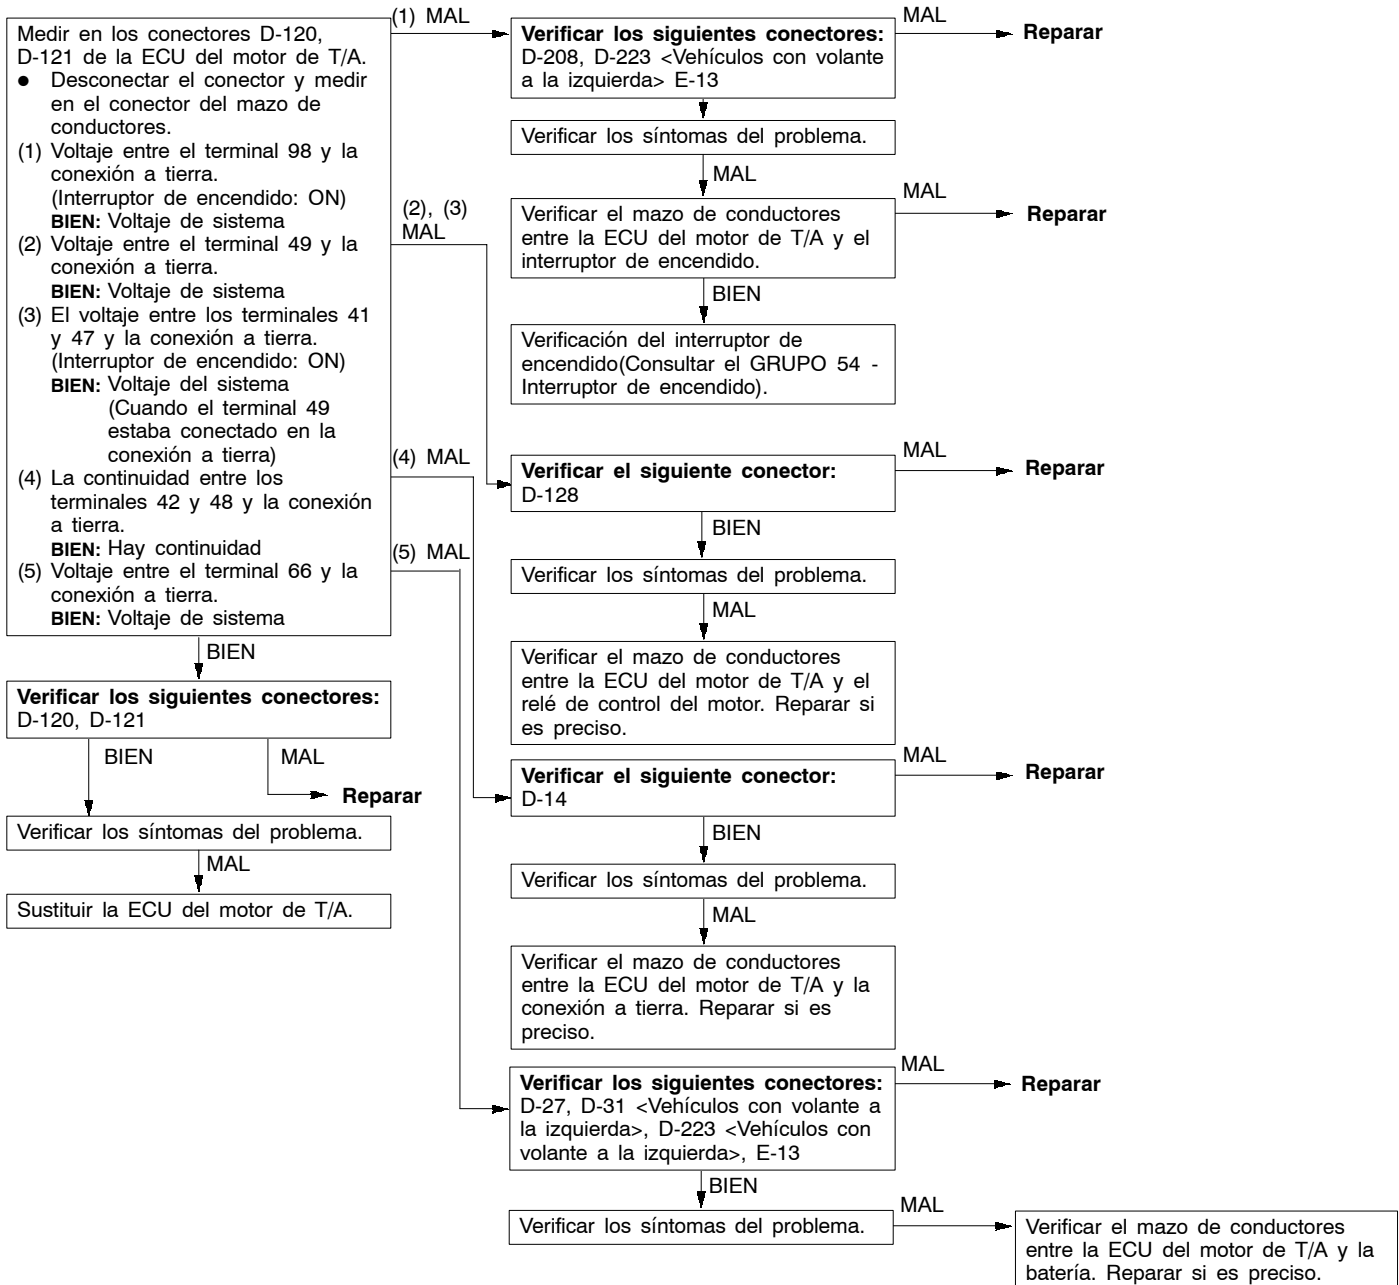 Medir en los conectores D-120,
D-121 de la ECU del motor de T/A.
● Desconectar el conector y medir
en el conector del mazo de
conductores.
(1) Voltaje entre el terminal 98 y la
conexión a tierra.
(Interruptor de encendido: ON)
BIEN: Voltaje de sistema
(2) Voltaje entre el terminal 49 y la
conexión a tierra.
BIEN: Voltaje de sistema
(3) El voltaje entre los terminales 41
y 47 y la conexión a tierra.
(Interruptor de encendido: ON)
BIEN: Voltaje del sistema
(Cuando el terminal 49
estaba conectado en la
conexión a tierra)
(4) La continuidad entre los
terminales 42 y 48 y la conexión
a tierra.
BIEN: Hay continuidad
(5) Voltaje entre el terminal 66 y la
conexión a tierra.
BIEN: Voltaje de sistema
BIEN
Verificar los siguientes conectores:
D-120, D-121
BIEN
MAL
Reparar
Verificar los síntomas del problema.
MAL
Sustituir la ECU del motor de T/A.
(1) MAL
Verificar los siguientes conectores:
D-208, D-223 <Vehículos con volante
a la izquierda> E-13
MAL
Reparar
Verificar los síntomas del problema.
MAL
Verificar el mazo de conductores
entre la ECU del motor de T/A y el
interruptor de encendido.
MAL
Reparar
BIEN
Verificación del interruptor de
encendido(Consultar el GRUPO 54 -
Interruptor de encendido).
(2), (3)
MAL
Verificar el siguiente conector:
D-128
MAL
Reparar
BIEN
Verificar los síntomas del problema.
MAL
Verificar el mazo de conductores
entre la ECU del motor de T/A y el
relé de control del motor. Reparar si
es preciso.
(4) MAL
Verificar el siguiente conector:
D-14
MAL
Reparar
BIEN
Verificar los síntomas del problema.
MAL
Verificar el mazo de conductores
entre la ECU del motor de T/A y la
conexión a tierra. Reparar si es
preciso.
(5) MAL
Verificar los siguientes conectores:
D-27, D-31 <Vehículos con volante a
la izquierda>, D-223 <Vehículos con
volante a la izquierda>, E-13
MAL
Reparar
BIEN
Verificar los síntomas del problema.
MAL
Verificar el mazo de conductores
entre la ECU del motor de T/A y la
batería. Reparar si es preciso.